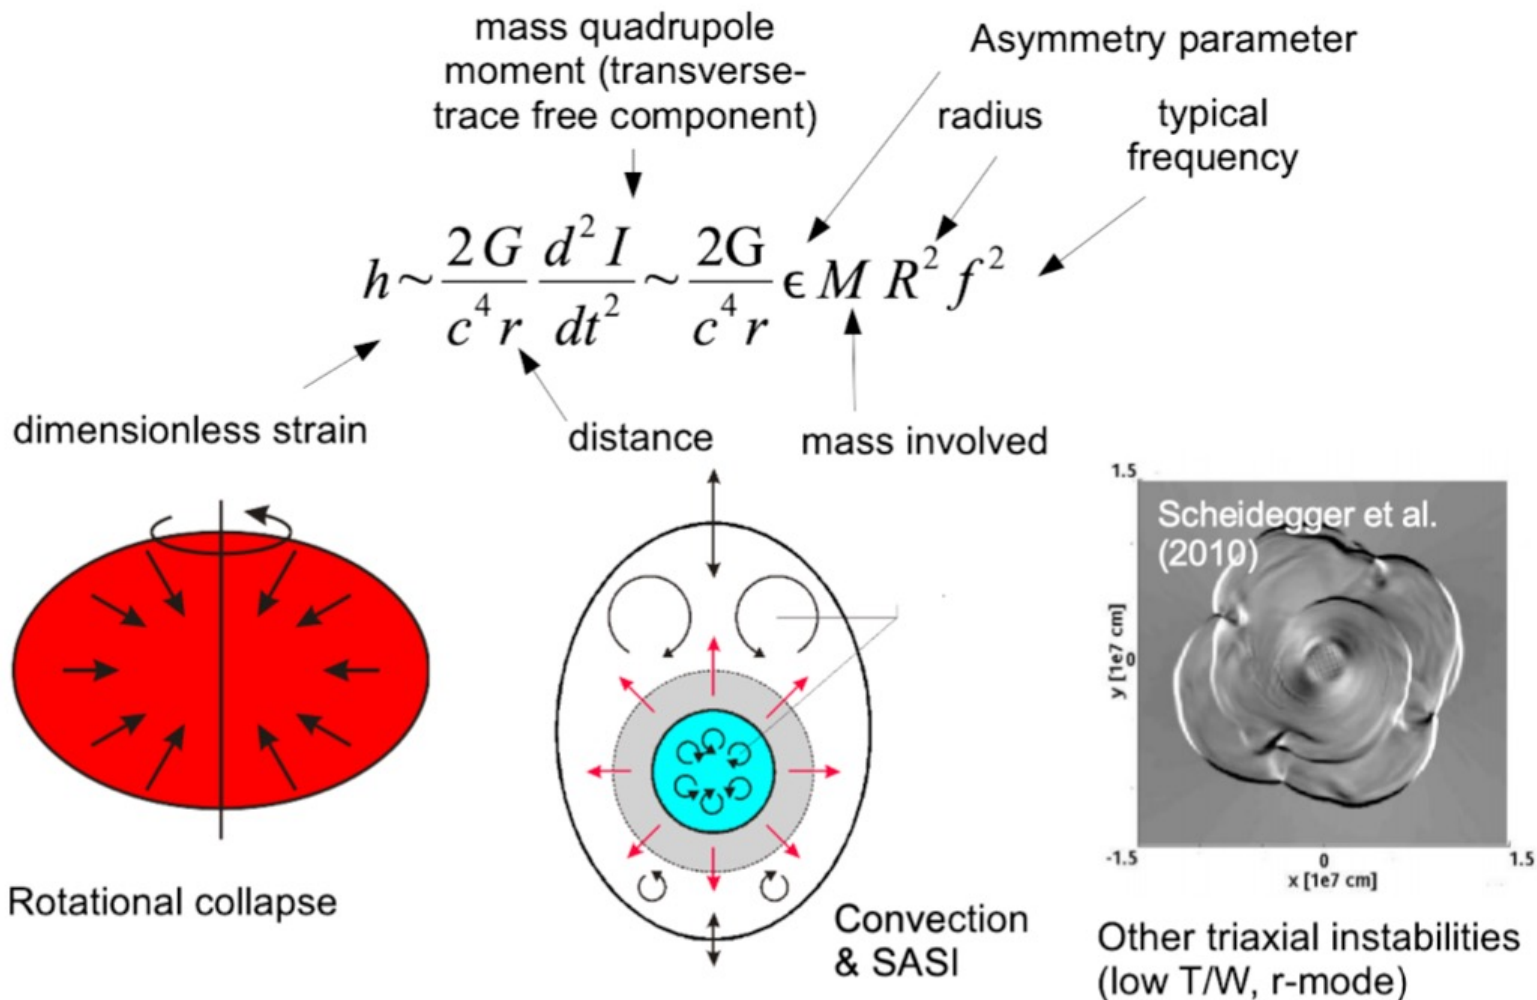 mass quadrupole
moment (transverse-
trace free component)
Asymmetry parameter
radius
typical
frequency
h ~ 2G/c⁴r d²I/dt² ~ 2G/c⁴r ϵ M R² f²
dimensionless strain
distance
mass involved
Rotational collapse
Convection
& SASI
1.5
Scheidegger et al.
(2010)
y [1e7 cm]
0
-1.5
0
1.5
x [1e7 cm]
Other triaxial instabilities
(low T/W, r-mode)